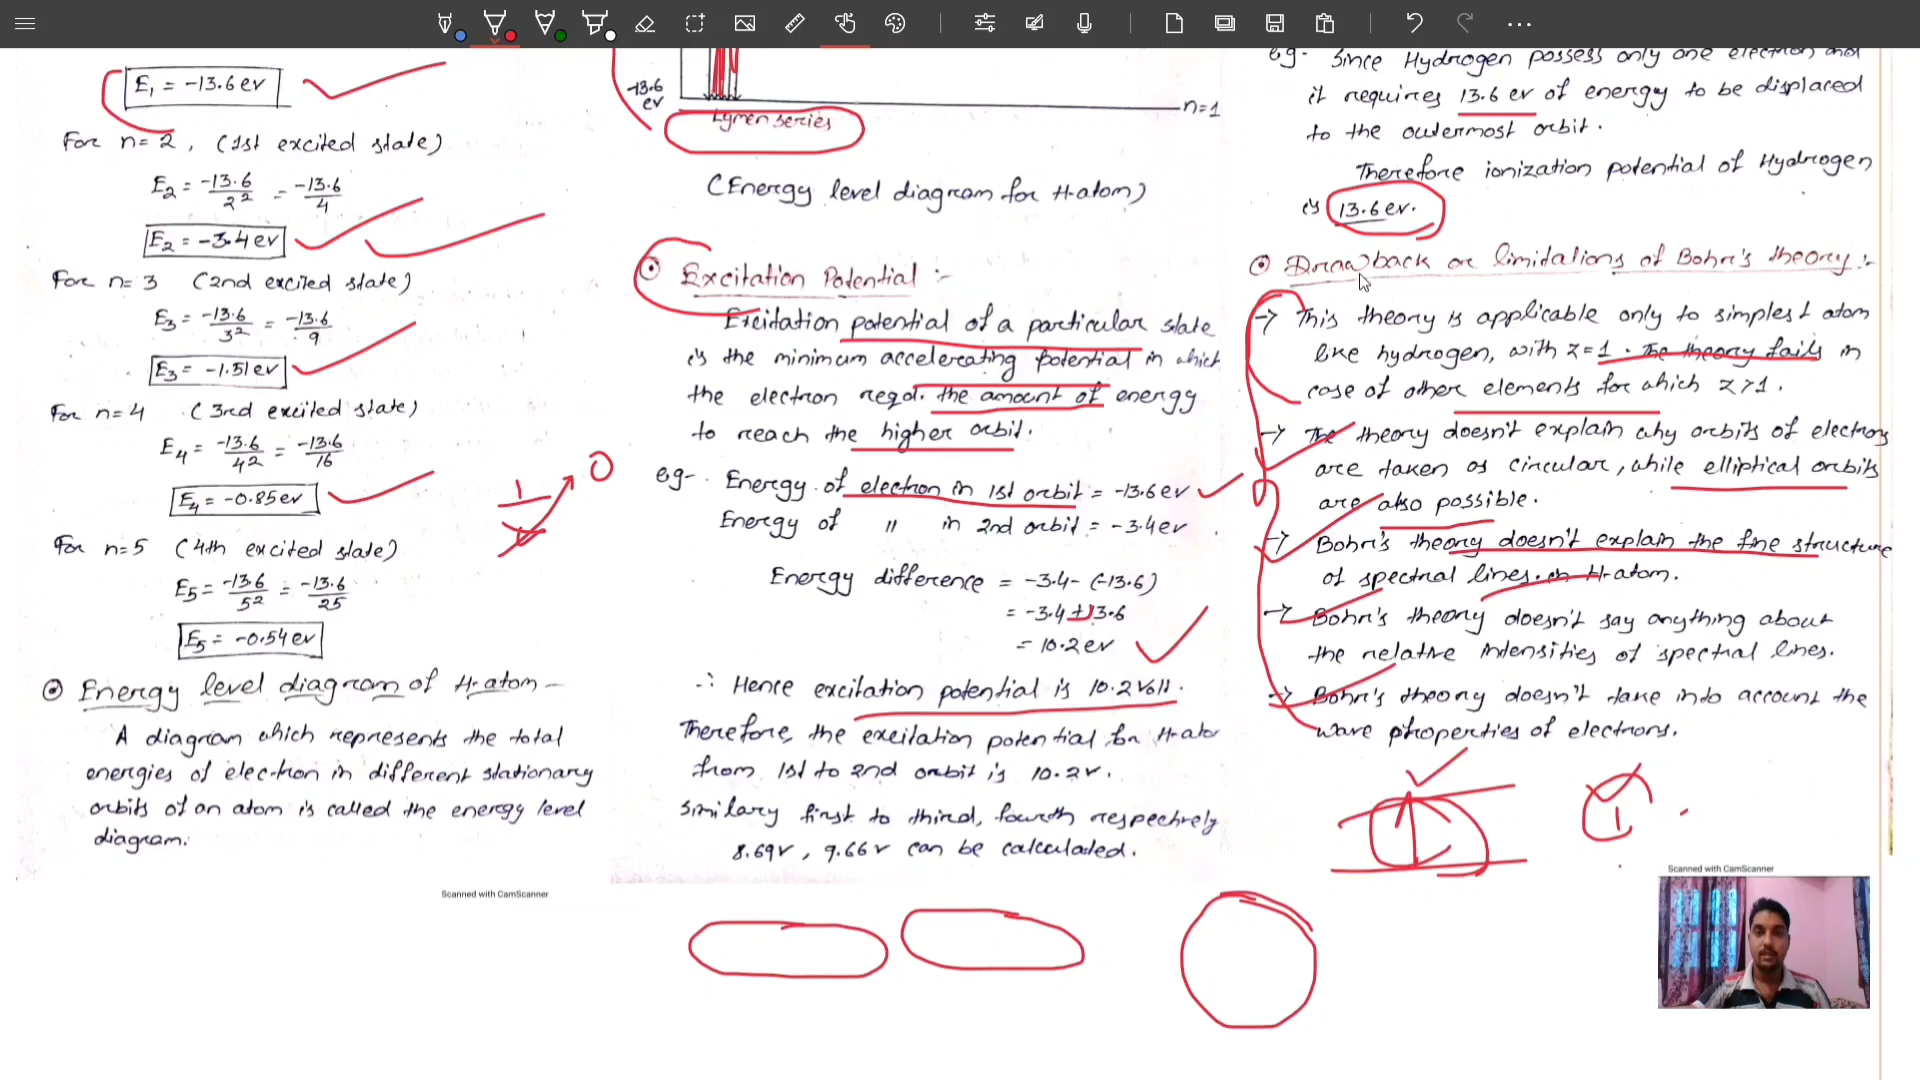 E₁ = -13.6 ev
For n= 2, (1st excited state)
E₂ = -13.6/2² = -13.6/4
E₂ = -3.4 ev
For n= 3 (2nd excited state)
E₃ = -13.6/3² = -13.6/9
E₃ = -1.51 ev
For n=4 (3rd excited state)
E₄ = -13.6/4² = -13.6/16
E₄ = -0.85 ev
For n=5 (4th excited state)
E₅ = -13.6/5² = -13.6/25
E₅ = -0.54 ev
Energy level diagram of H-atom -
A diagram which represents the total
energies of electron in different stationary
orbits of an atom is called the energy level
diagram.
Scanned with CamScanner
1
0
-13.6
ev
n=1
Lymen series
(Energy level diagram for H-atom)
Excitation Potential :-
Excitation potential of a particular state
is the minimum accelerating potential in which
the electron reqd. the amount of energy
to reach the higher orbit.
eg- Energy of electron in 1st orbit = -13.6 ev
Energy of " in 2nd orbit = -3.4 ev
Energy difference = -3.4 - (-13.6)
= -3.4 + 13.6
= 10.2 ev
∴ Hence excitation potential is 10.2 Volt.
Therefore, the excitation potential for H-ato
from 1st to 2nd orbit is 10.2 v.
Similary first to third, fourth respectively
8.69 v, 9.66 v can be calculated.
eg- Since Hydrogen possess only one electron and
it requires 13.6 ev of energy to be displaced
to the outermost orbit.
Therefore ionization potential of Hydrogen
is 13.6 ev.
Drawback or limitations of Bohr's theory :-
→ This theory is applicable only to simplest atom
like hydrogen, with z=1. The theory fails in
case of other elements for which z>1.
→ The theory doesn't explain why orbits of electrons
are taken as circular, while elliptical orbits
are also possible.
→ Bohr's theory doesn't explain the fine structure
of spectral lines in H-atom.
→ Bohr's theory doesn't say anything about
the relative intensities of spectral lines.
→ Bohr's theory doesn't take into account the
wave properties of electrons.
Scanned with CamScanner